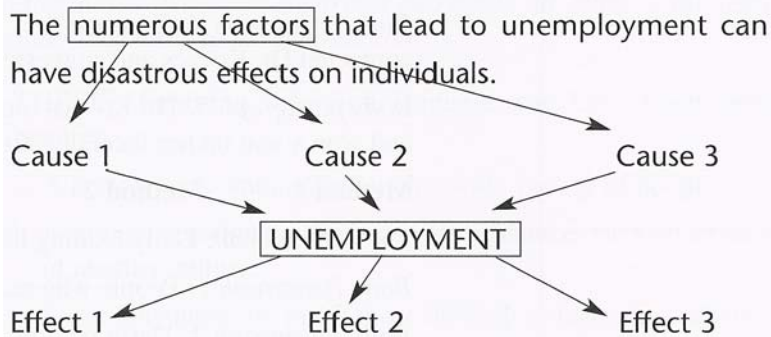 The numerous factors that lead to unemployment can
have disastrous effects on individuals.
Cause 1 Cause 2 Cause 3
UNEMPLOYMENT
Effect 1 Effect 2 Effect 3